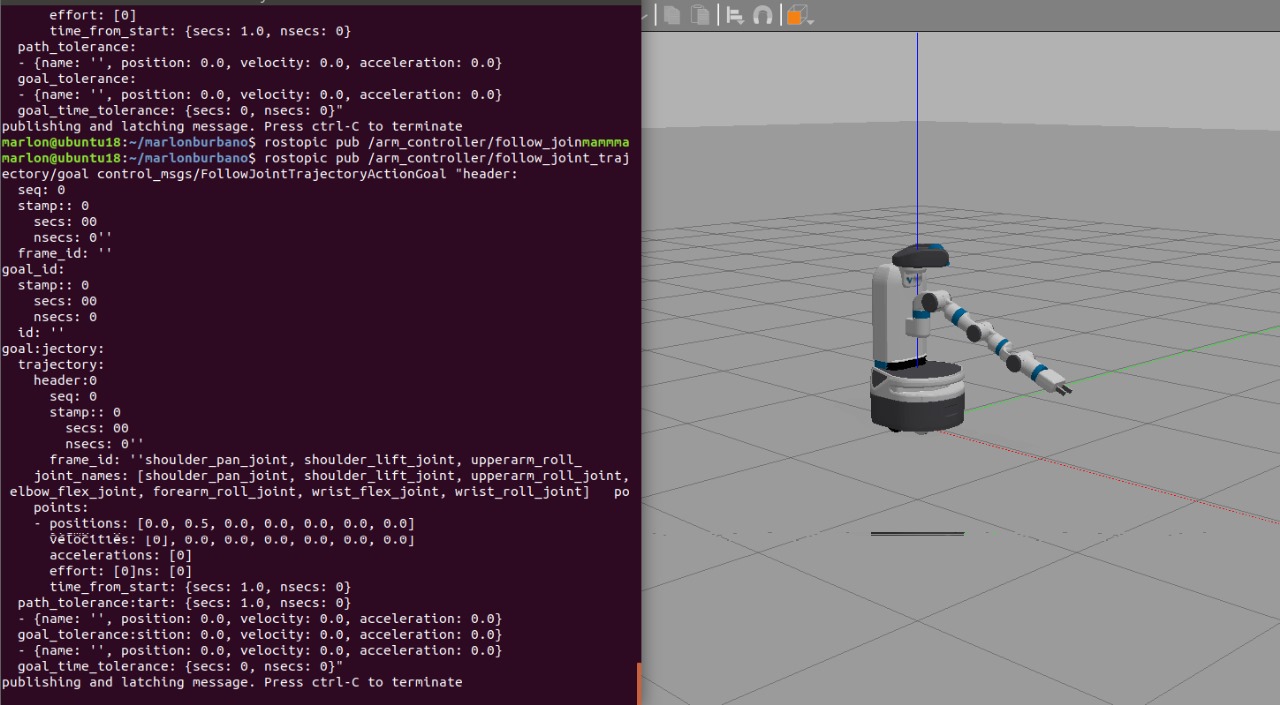 effort: [0]
      time_from_start: {secs: 1.0, nsecs: 0}
  path_tolerance:
  - {name: '', position: 0.0, velocity: 0.0, acceleration: 0.0}
  goal_tolerance:
  - {name: '', position: 0.0, velocity: 0.0, acceleration: 0.0}
  goal_time_tolerance: {secs: 0, nsecs: 0}"
publishing and latching message. Press ctrl-C to terminate
marlon@ubuntu18:~/marlonburbano$ rostopic pub /arm_controller/follow_joinmammma
marlon@ubuntu18:~/marlonburbano$ rostopic pub /arm_controller/follow_joint_traj
ectory/goal control_msgs/FollowJointTrajectoryActionGoal "header:
  seq: 0
  stamp:: 0
    secs: 00
    nsecs: 0''
  frame_id: ''
goal_id:
  stamp:: 0
    secs: 00
    nsecs: 0
  id: ''
goal:jectory:
  trajectory:
    header:0
      seq: 0
      stamp:: 0
        secs: 00
        nsecs: 0''
      frame_id: ''shoulder_pan_joint, shoulder_lift_joint, upperarm_roll_
    joint_names: [shoulder_pan_joint, shoulder_lift_joint, upperarm_roll_joint,
 elbow_flex_joint, forearm_roll_joint, wrist_flex_joint, wrist_roll_joint]   po
    points:
    - positions: [0.0, 0.5, 0.0, 0.0, 0.0, 0.0, 0.0]
      [0], 0.0, 0.0, 0.0, 0.0, 0.0, 0.0]
      accelerations: [0]
      effort: [0]ns: [0]
      time_from_start: {secs: 1.0, nsecs: 0}
  path_tolerance:tart: {secs: 1.0, nsecs: 0}
  - {name: '', position: 0.0, velocity: 0.0, acceleration: 0.0}
  goal_tolerance:sition: 0.0, velocity: 0.0, acceleration: 0.0}
  - {name: '', position: 0.0, velocity: 0.0, acceleration: 0.0}
  goal_time_tolerance: {secs: 0, nsecs: 0}"
publishing and latching message. Press ctrl-C to terminate